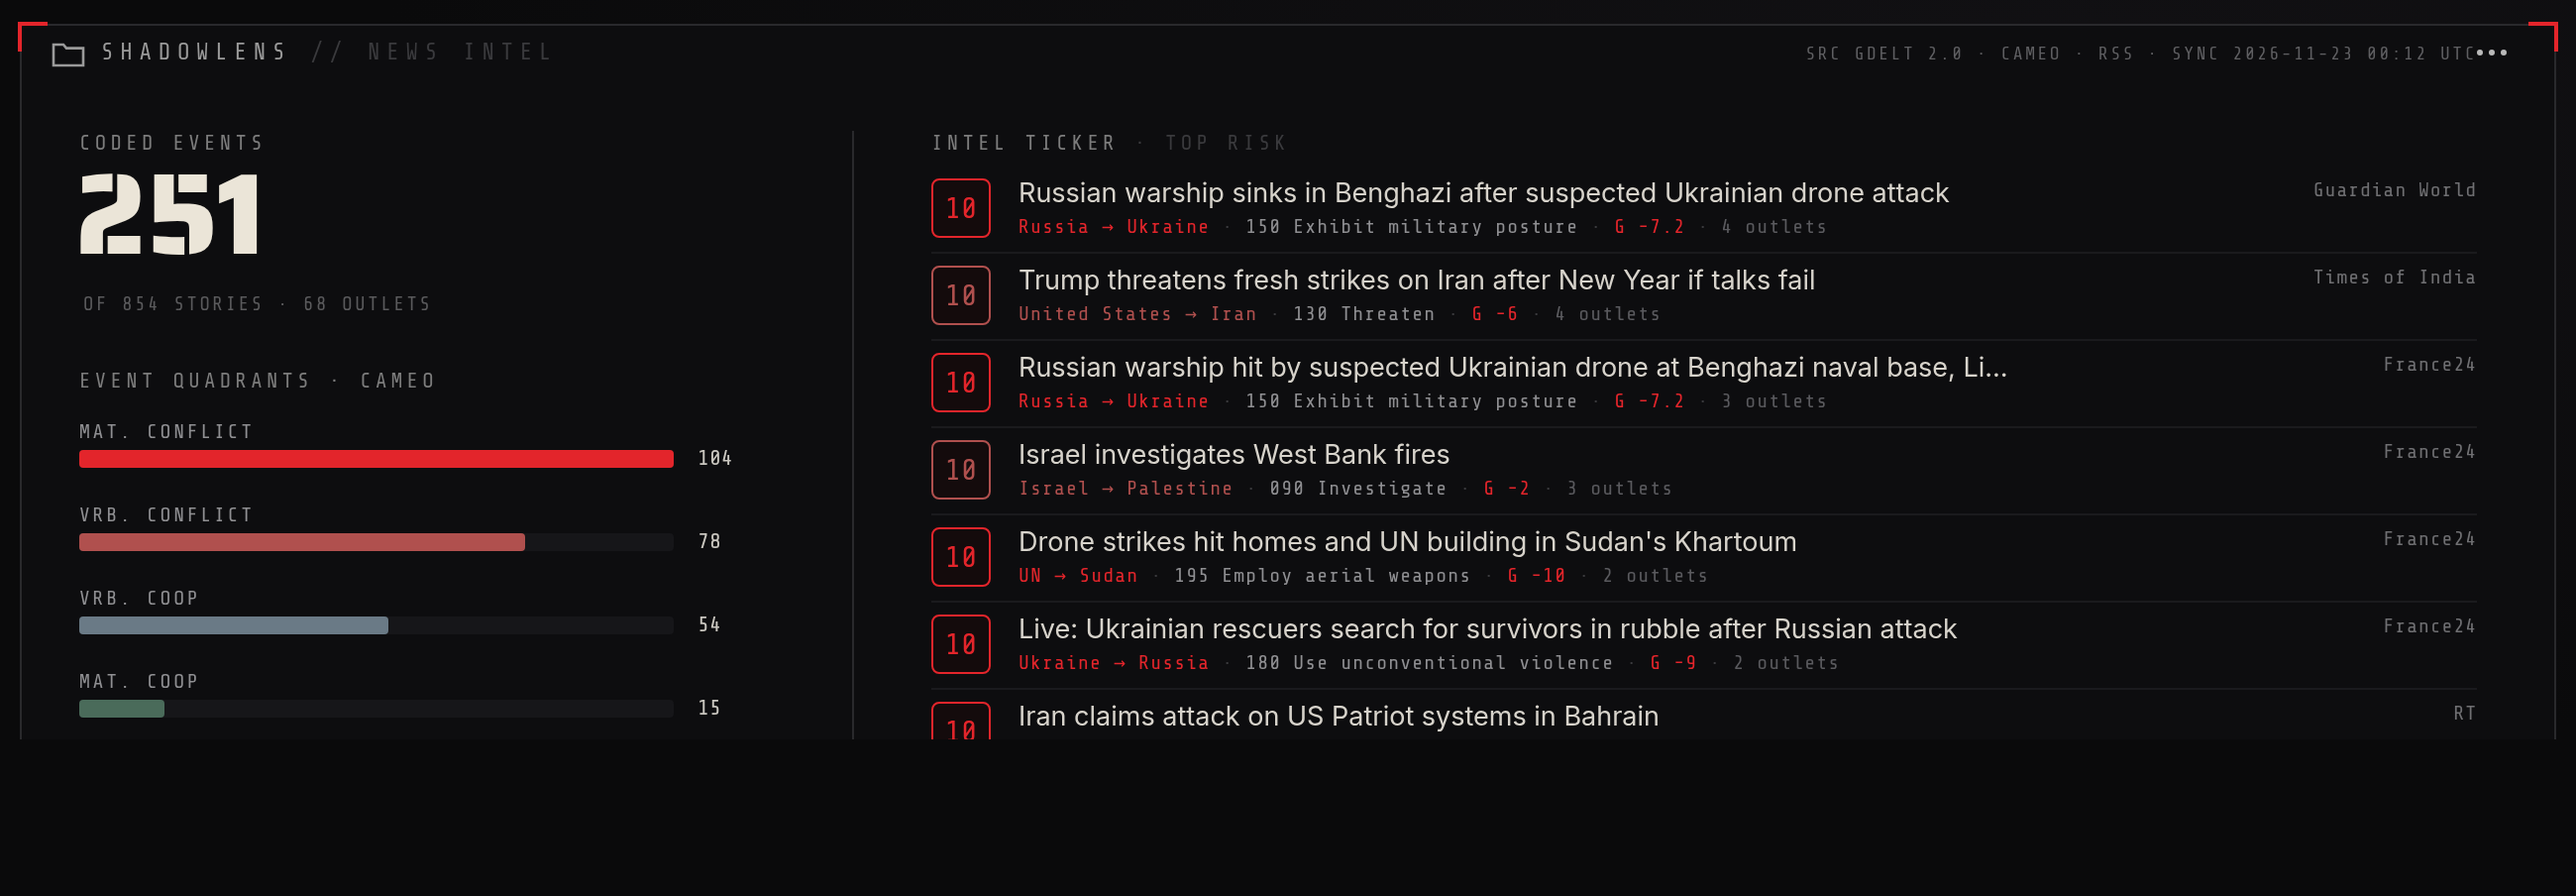 SHADOWLENS // NEWS INTEL
SRC GDELT 2.0 · CAMEO · RSS · SYNC 2026-11-23 00:12 UTC
CODED EVENTS
251
OF 854 STORIES · 68 OUTLETS
EVENT QUADRANTS · CAMEO
MAT. CONFLICT
104
VRB. CONFLICT
78
VRB. COOP
54
MAT. COOP
15
INTEL TICKER · TOP RISK
10 Russian warship sinks in Benghazi after suspected Ukrainian drone attack Guardian World
Russia → Ukraine · 150 Exhibit military posture · G -7.2 · 4 outlets
10 Trump threatens fresh strikes on Iran after New Year if talks fail Times of India
United States → Iran · 130 Threaten · G -6 · 4 outlets
10 Russian warship hit by suspected Ukrainian drone at Benghazi naval base, Li... France24
Russia → Ukraine · 150 Exhibit military posture · G -7.2 · 3 outlets
10 Israel investigates West Bank fires France24
Israel → Palestine · 090 Investigate · G -2 · 3 outlets
10 Drone strikes hit homes and UN building in Sudan's Khartoum France24
UN → Sudan · 195 Employ aerial weapons · G -10 · 2 outlets
10 Live: Ukrainian rescuers search for survivors in rubble after Russian attack France24
Ukraine → Russia · 180 Use unconventional violence · G -9 · 2 outlets
10 Iran claims attack on US Patriot systems in Bahrain RT